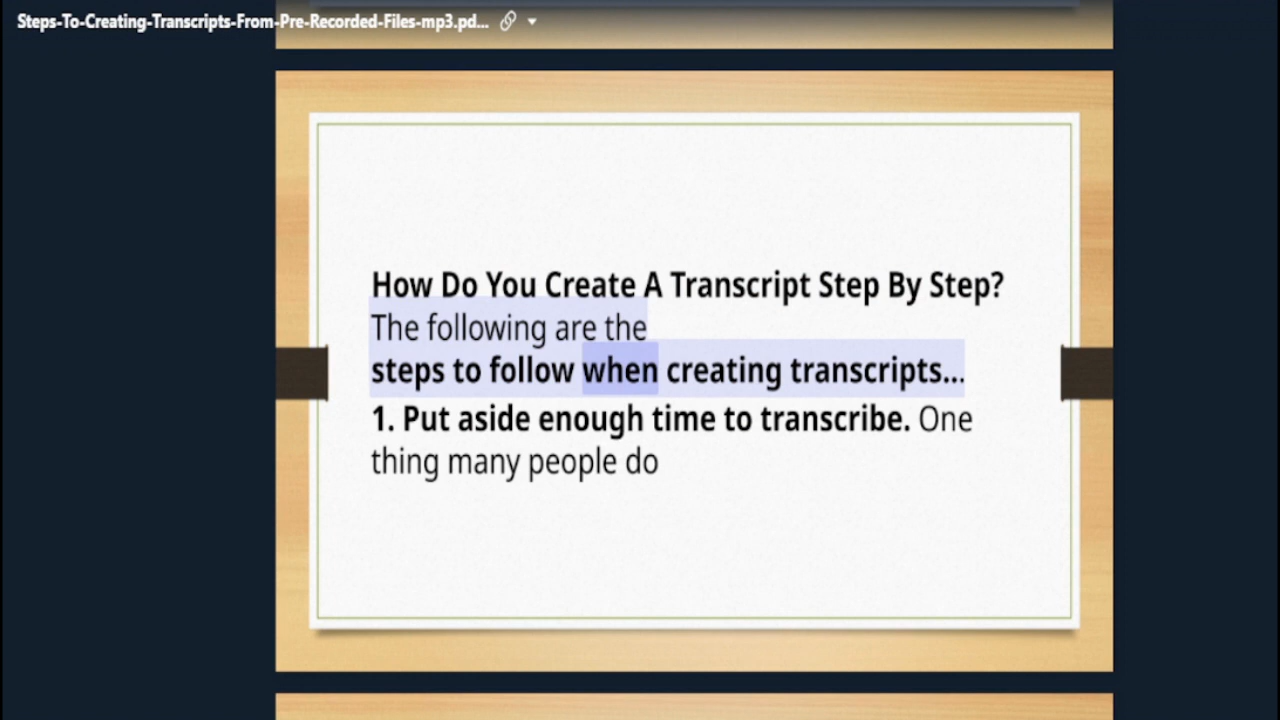 Steps-To-Creating-Transcripts-From-Pre-Recorded-Files-mp3.pd...
How Do You Create A Transcript Step By Step?
The following are the
steps to follow when creating transcripts...
1. Put aside enough time to transcribe. One
thing many people do